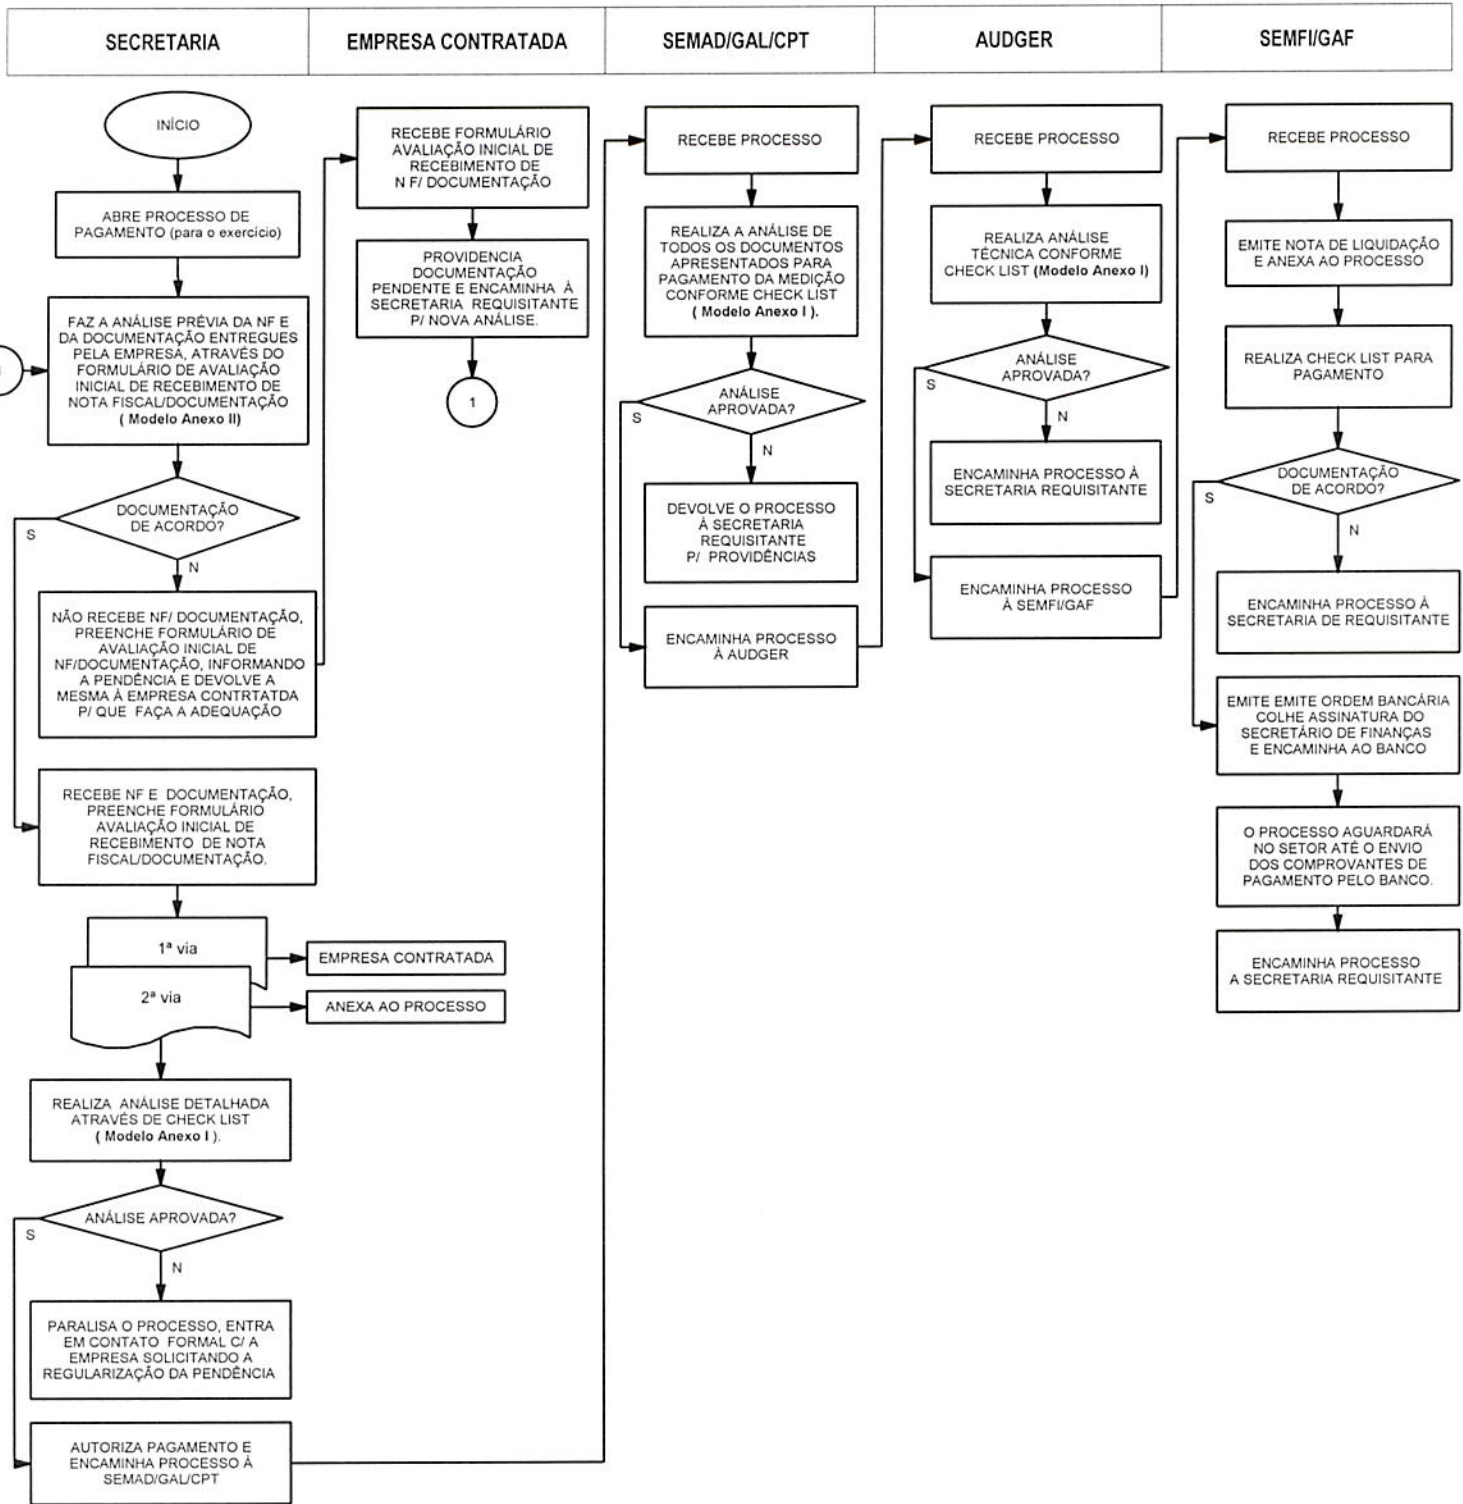 SECRETARIA
EMPRESA CONTRATADA
SEMAD/GAL/CPT
AUDGER
SEMFI/GAF
INÍCIO
ABRE PROCESSO DE
PAGAMENTO (para o exercício)
FAZ A ANÁLISE PRÉVIA DA NF E
DA DOCUMENTAÇÃO ENTREGUES
PELA EMPRESA, ATRAVÉS DO
FORMULÁRIO DE AVALIAÇÃO
INICIAL DE RECEBIMENTO DE
NOTA FISCAL/DOCUMENTAÇÃO
( Modelo Anexo II)
DOCUMENTAÇÃO
DE ACORDO?
S
N
NÃO RECEBE NF/ DOCUMENTAÇÃO,
PREENCHE FORMULÁRIO DE
AVALIAÇÃO INICIAL DE
NF/DOCUMENTAÇÃO, INFORMANDO
A PENDÊNCIA E DEVOLVE A
MESMA À EMPRESA CONTRTATDA
P/ QUE FAÇA A ADEQUAÇÃO
RECEBE NF E DOCUMENTAÇÃO,
PREENCHE FORMULÁRIO
AVALIAÇÃO INICIAL DE
RECEBIMENTO DE NOTA
FISCAL/DOCUMENTAÇÃO.
1ª via
EMPRESA CONTRATADA
2ª via
ANEXA AO PROCESSO
REALIZA ANÁLISE DETALHADA
ATRAVÉS DE CHECK LIST
( Modelo Anexo I ).
ANÁLISE APROVADA?
S
N
PARALISA O PROCESSO, ENTRA
EM CONTATO FORMAL C/ A
EMPRESA SOLICITANDO A
REGULARIZAÇÃO DA PENDÊNCIA
AUTORIZA PAGAMENTO E
ENCAMINHA PROCESSO À
SEMAD/GAL/CPT
RECEBE FORMULÁRIO
AVALIAÇÃO INICIAL DE
RECEBIMENTO DE
N F/ DOCUMENTAÇÃO
PROVIDENCIA
DOCUMENTAÇÃO
PENDENTE E ENCAMINHA À
SECRETARIA REQUISITANTE
P/ NOVA ANÁLISE.
1
RECEBE PROCESSO
REALIZA A ANÁLISE DE
TODOS OS DOCUMENTOS
APRESENTADOS PARA
PAGAMENTO DA MEDIÇÃO
CONFORME CHECK LIST
( Modelo Anexo I ).
ANÁLISE
APROVADA?
S
N
DEVOLVE O PROCESSO
À SECRETARIA
REQUISITANTE
P/ PROVIDÊNCIAS
ENCAMINHA PROCESSO
À AUDGER
RECEBE PROCESSO
REALIZA ANÁLISE
TÉCNICA CONFORME
CHECK LIST (Modelo Anexo I)
ANÁLISE
APROVADA?
S
N
ENCAMINHA PROCESSO À
SECRETARIA REQUISITANTE
ENCAMINHA PROCESSO
À SEMFI/GAF
RECEBE PROCESSO
EMITE NOTA DE LIQUIDAÇÃO
E ANEXA AO PROCESSO
REALIZA CHECK LIST PARA
PAGAMENTO
DOCUMENTAÇÃO
DE ACORDO?
S
N
ENCAMINHA PROCESSO À
SECRETARIA DE REQUISITANTE
EMITE EMITE ORDEM BANCÁRIA
COLHE ASSINATURA DO
SECRETÁRIO DE FINANÇAS
E ENCAMINHA AO BANCO
O PROCESSO AGUARDARÁ
NO SETOR ATÉ O ENVIO
DOS COMPROVANTES DE
PAGAMENTO PELO BANCO.
ENCAMINHA PROCESSO
A SECRETARIA REQUISITANTE